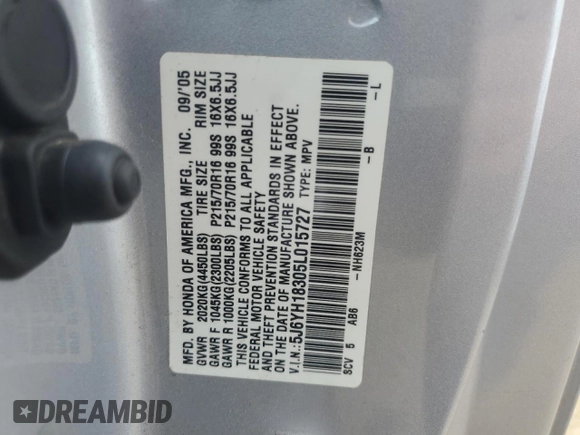 MFD. BY HONDA OF AMERICA MFG., INC. 09/'05
GVWR 2020KG(4450LBS) TIRE SIZE RIM SIZE
GAWR F 1045KG(2300LBS) P215/70R16 99S 16X6.5JJ
GAWR R 1000KG(2205LBS) P215/70R16 99S 16X6.5JJ
THIS VEHICLE CONFORMS TO ALL APPLICABLE
FEDERAL MOTOR VEHICLE SAFETY
AND THEFT PREVENTION STANDARDS IN EFFECT
ON THE DATE OF MANUFACTURE SHOWN ABOVE.
V.I.N:5J6YH18305L015727 TYPE: MPV
SCV 5 AB6 -NH623M -B -L
DREAMBID